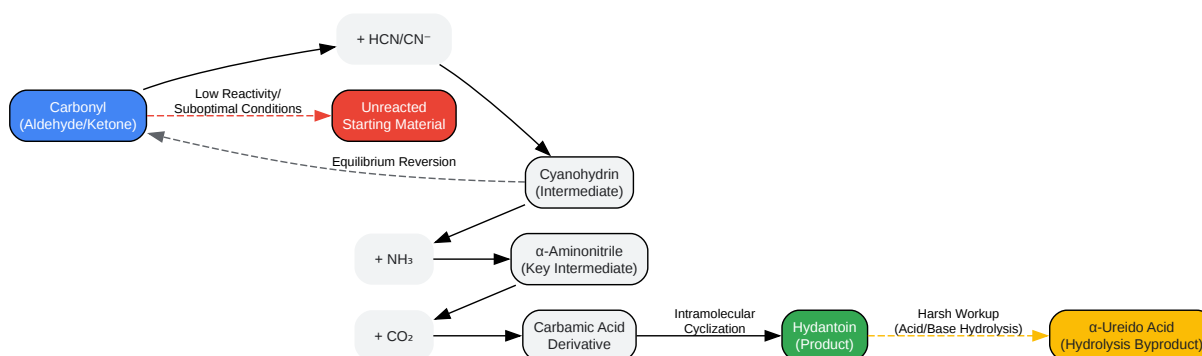 + HCN/CN⁻
Low Reactivity/
Suboptimal Conditions
Carbonyl
(Aldehyde/Ketone)
Unreacted
Starting Material
Equilibrium Reversion
Cyanohydrin
(Intermediate)
+ NH₃
α-Aminonitrile
(Key Intermediate)
+ CO₂
Carbamic Acid
Derivative
Intramolecular
Cyclization
Hydantoin
(Product)
Harsh Workup
(Acid/Base Hydrolysis)
α-Ureido Acid
(Hydrolysis Byproduct)